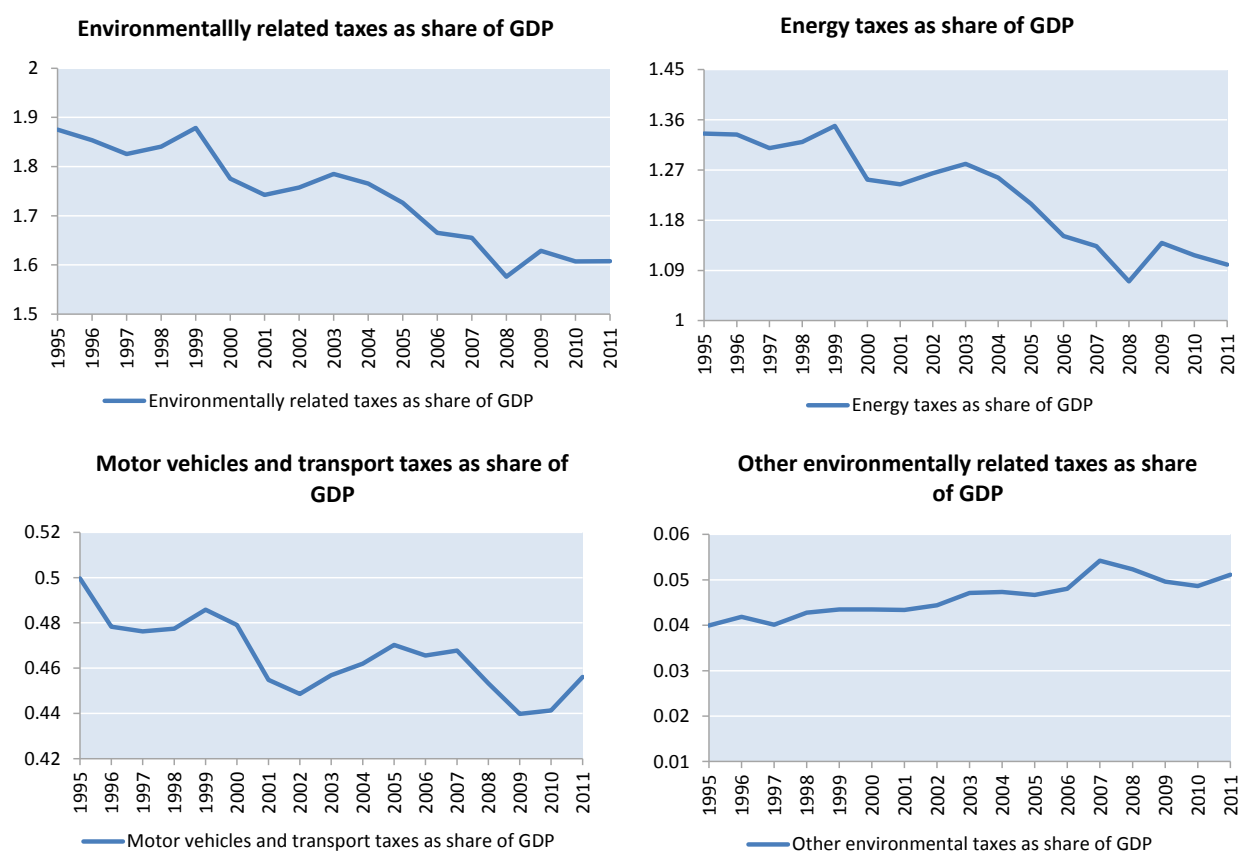 Environmentallly related taxes as share of GDP
2
1.9
1.8
1.7
1.6
1.5
1995 1996 1997 1998 1999 2000 2001 2002 2003 2004 2005 2006 2007 2008 2009 2010 2011
Environmentally related taxes as share of GDP
Energy taxes as share of GDP
1.45
1.36
1.27
1.18
1.09
1
1995 1996 1997 1998 1999 2000 2001 2002 2003 2004 2005 2006 2007 2008 2009 2010 2011
Energy taxes as share of GDP
Motor vehicles and transport taxes as share of
GDP
0.52
0.5
0.48
0.46
0.44
0.42
1995 1996 1997 1998 1999 2000 2001 2002 2003 2004 2005 2006 2007 2008 2009 2010 2011
Motor vehicles and transport taxes as share of GDP
Other environmentally related taxes as share
of GDP
0.06
0.05
0.04
0.03
0.02
0.01
1995 1996 1997 1998 1999 2000 2001 2002 2003 2004 2005 2006 2007 2008 2009 2010 2011
Other environmental taxes as share of GDP